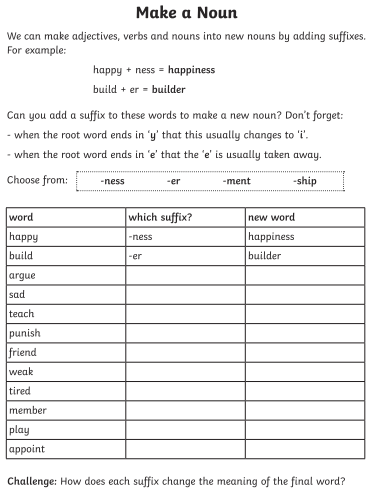 Make a Noun
We can make adjectives, verbs and nouns into new nouns by adding suffixes.
For example:
happy + ness = happiness
build + er = builder
Can you add a suffix to these words to make a new noun? Don't forget:
- when the root word ends in 'y' that this usually changes to 'i'.
- when the root word ends in 'e' that the 'e' is usually taken away.
Choose from: -ness -er -ment -ship
word which suffix? new word
happy -ness happiness
build -er builder
argue
sad
teach
punish
friend
weak
tired
member
play
appoint
Challenge: How does each suffix change the meaning of the final word?